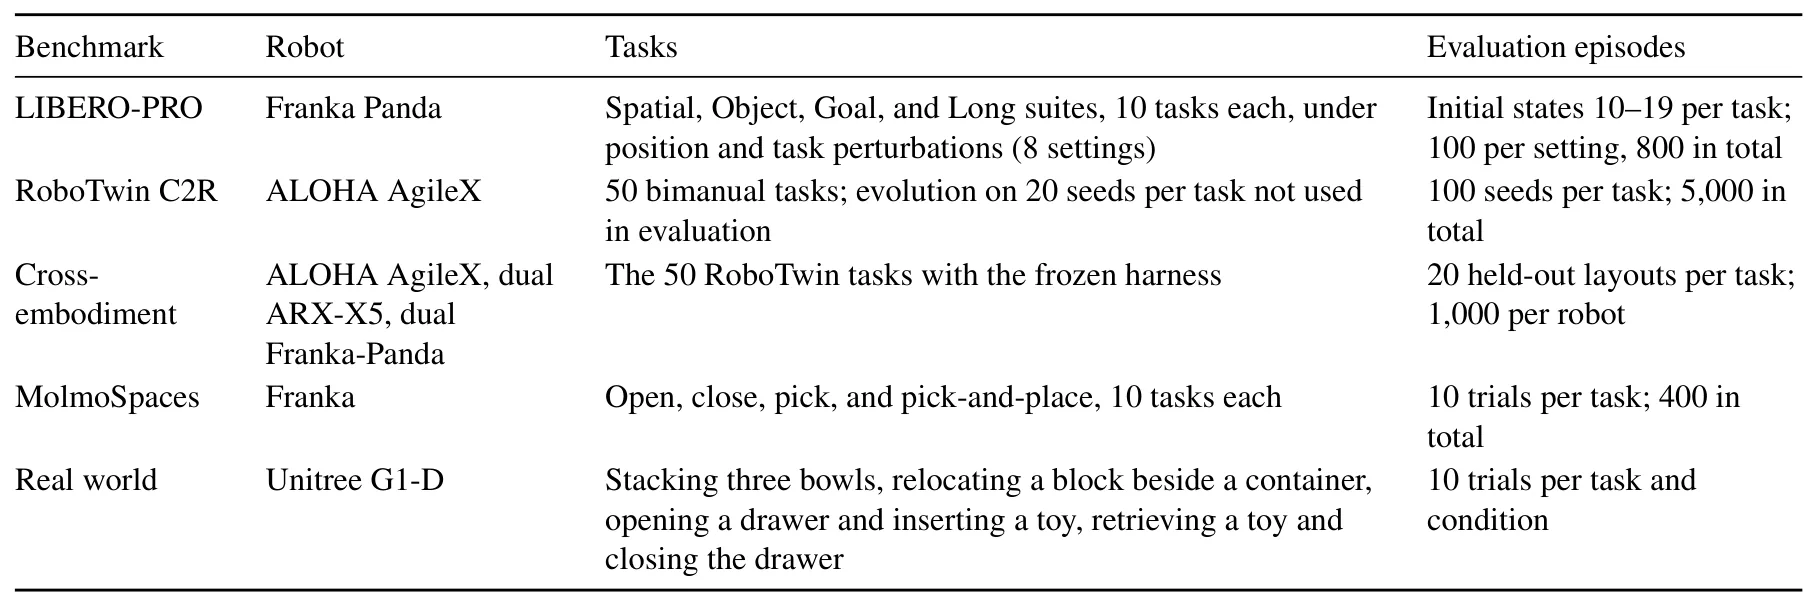 Benchmark Robot Tasks Evaluation episodes
LIBERO-PRO Franka Panda Spatial, Object, Goal, and Long suites, 10 tasks each, under Initial states 10–19 per task;
position and task perturbations (8 settings) 100 per setting, 800 in total
RoboTwin C2R ALOHA AgileX 50 bimanual tasks; evolution on 20 seeds per task not used 100 seeds per task; 5,000 in
in evaluation total
Cross- ALOHA AgileX, dual The 50 RoboTwin tasks with the frozen harness 20 held-out layouts per task;
embodiment ARX-X5, dual 1,000 per robot
Franka-Panda
MolmoSpaces Franka Open, close, pick, and pick-and-place, 10 tasks each 10 trials per task; 400 in
total
Real world Unitree G1-D Stacking three bowls, relocating a block beside a container, 10 trials per task and
opening a drawer and inserting a toy, retrieving a toy and condition
closing the drawer